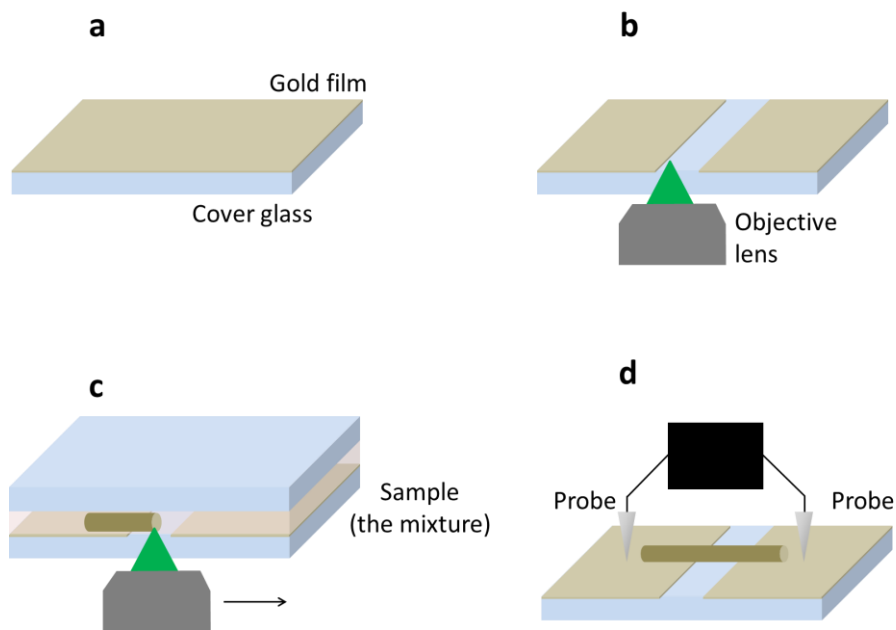 a
Gold film
Cover glass
b
Objective
lens
c
Sample
(the mixture)
d
Probe
Probe